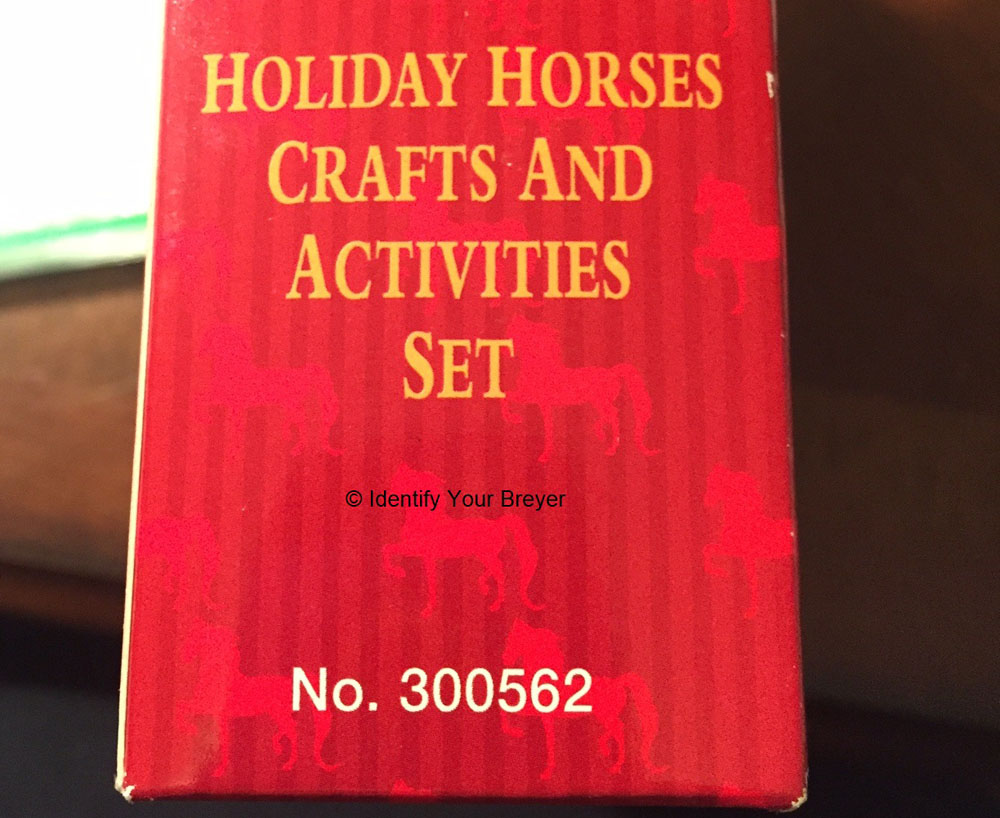 HOLIDAY HORSES
CRAFTS AND
ACTIVITIES
SET
© Identify Your Breyer
No. 300562